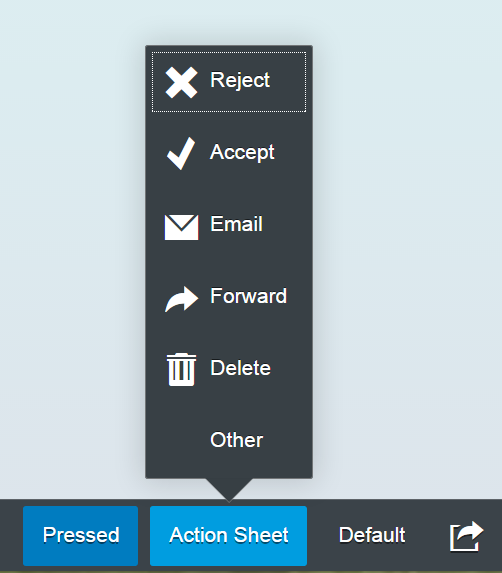 Reject
Accept
Email
Forward
Delete
Other
Pressed Action Sheet Default